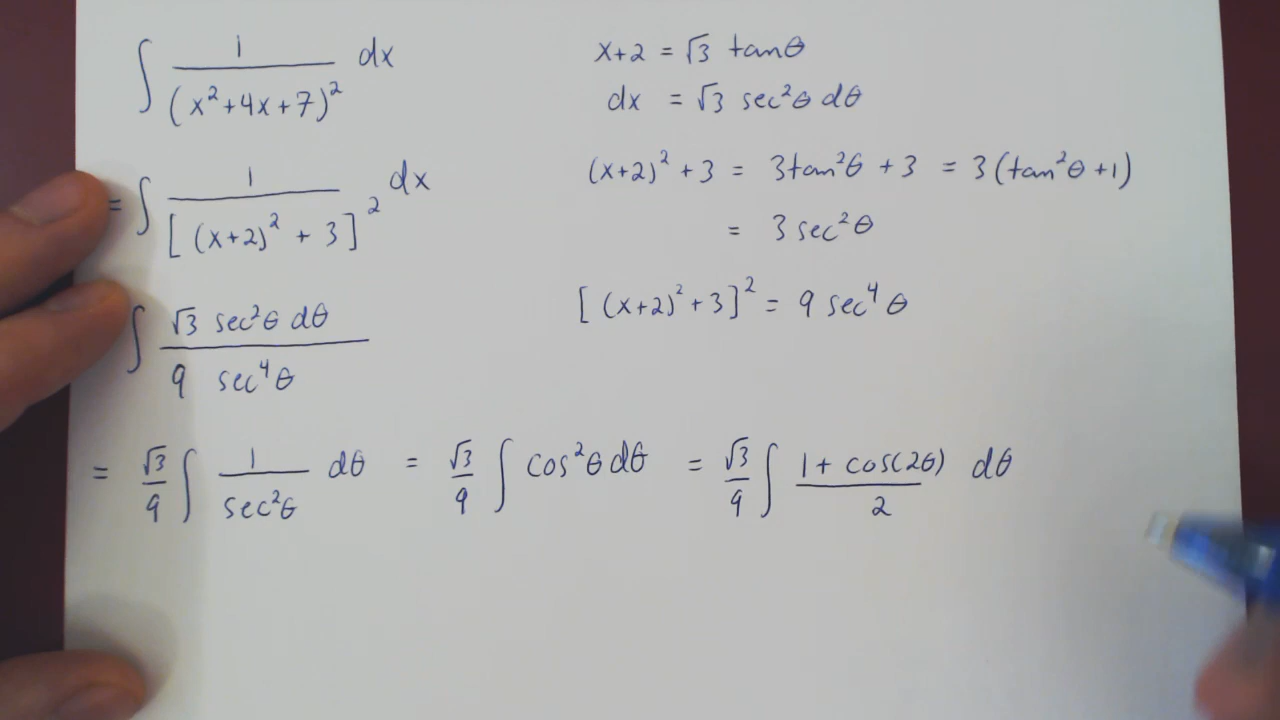 ∫ 1/(x²+4x+7)² dx
= ∫ 1/[(x+2)² + 3]² dx
∫ √3 sec²θ dθ / 9 sec⁴θ
= √3/9 ∫ 1/sec²θ dθ = √3/9 ∫ cos²θ dθ = √3/9 ∫ (1 + cos(2θ))/2 dθ
x+2 = √3 tanθ
dx = √3 sec²θ dθ
(x+2)² + 3 = 3tan²θ + 3 = 3(tan²θ +1)
= 3 sec²θ
[(x+2)² + 3]² = 9 sec⁴θ